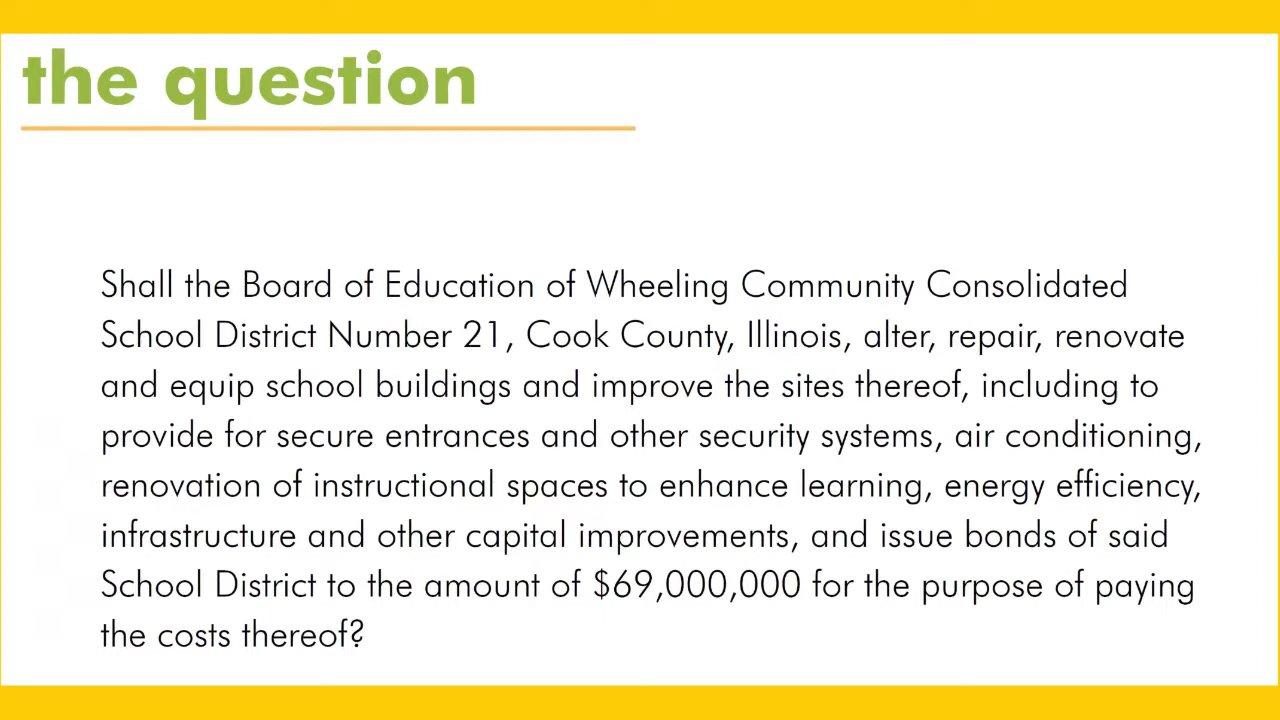 the question
Shall the Board of Education of Wheeling Community Consolidated
School District Number 21, Cook County, Illinois, alter, repair, renovate
and equip school buildings and improve the sites thereof, including to
provide for secure entrances and other security systems, air conditioning,
renovation of instructional spaces to enhance learning, energy efficiency,
infrastructure and other capital improvements, and issue bonds of said
School District to the amount of $69,000,000 for the purpose of paying
the costs thereof?